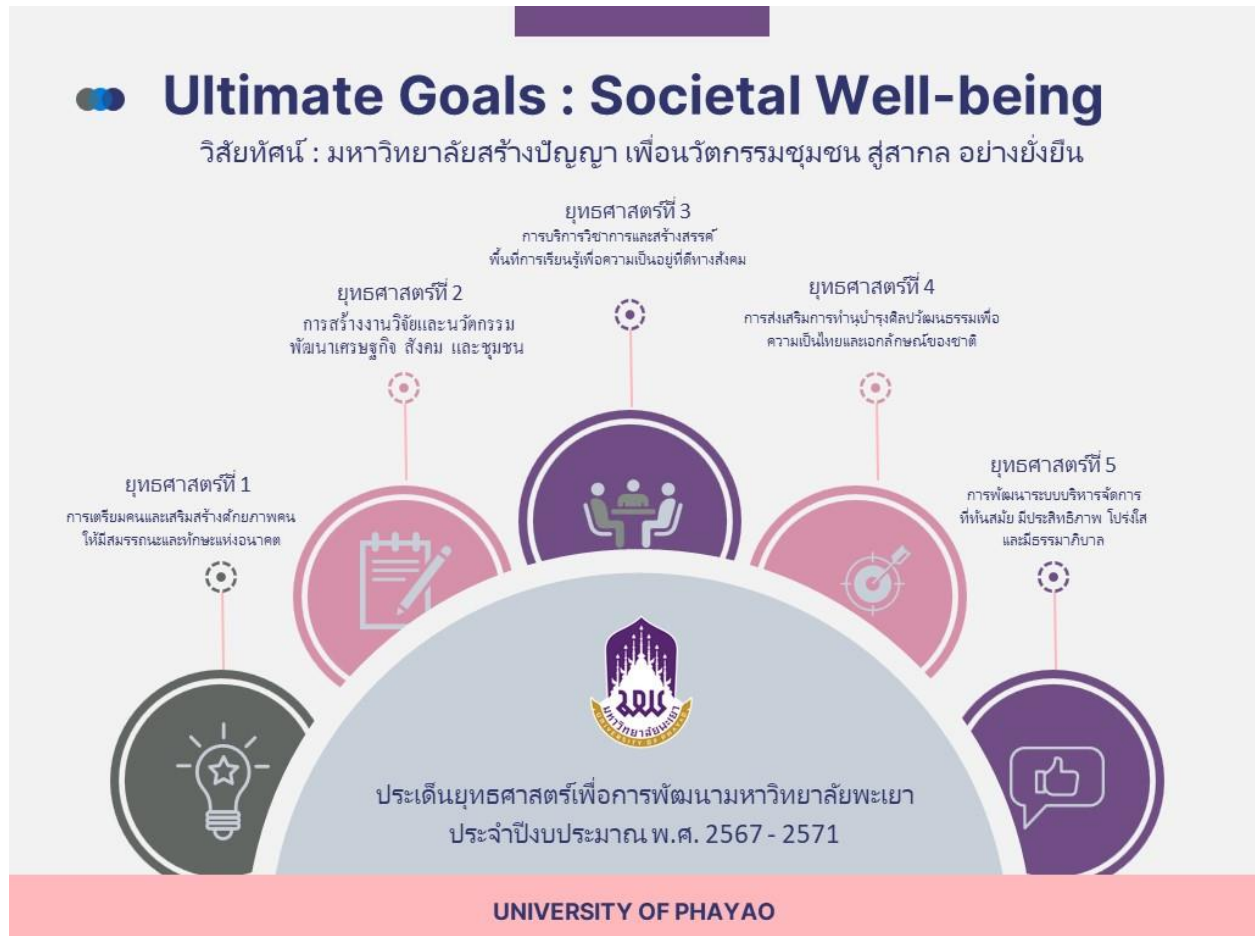 Ultimate Goals : Societal Well-being
วิสัยทัศน์ : มหาวิทยาลัยสร้างปัญญา เพื่อนวัตกรรมชุมชน สู่สากล อย่างยั่งยืน
ยุทธศาสตร์ที่ 1
การเตรียมคนและเสริมสร้างศักยภาพคน
ให้มีสมรรถนะและทักษะแห่งอนาคต
ยุทธศาสตร์ที่ 2
การสร้างงานวิจัยและนวัตกรรม
พัฒนาเศรษฐกิจ สังคม และชุมชน
ยุทธศาสตร์ที่ 3
การบริการวิชาการและสร้างสรรค์
พื้นที่การเรียนรู้เพื่อความเป็นอยู่ที่ดีทางสังคม
ยุทธศาสตร์ที่ 4
การส่งเสริมการทำนุบำรุงศิลปวัฒนธรรมเพื่อ
ความเป็นไทยและเอกลักษณ์ของชาติ
ยุทธศาสตร์ที่ 5
การพัฒนาระบบบริหารจัดการ
ที่ทันสมัย มีประสิทธิภาพ โปร่งใส
และมีธรรมาภิบาล
มหาวิทยาลัยพะเยา
UNIVERSITY OF PHAYAO
ประเด็นยุทธศาสตร์เพื่อการพัฒนามหาวิทยาลัยพะเยา
ประจำปีงบประมาณ พ.ศ. 2567 - 2571
UNIVERSITY OF PHAYAO